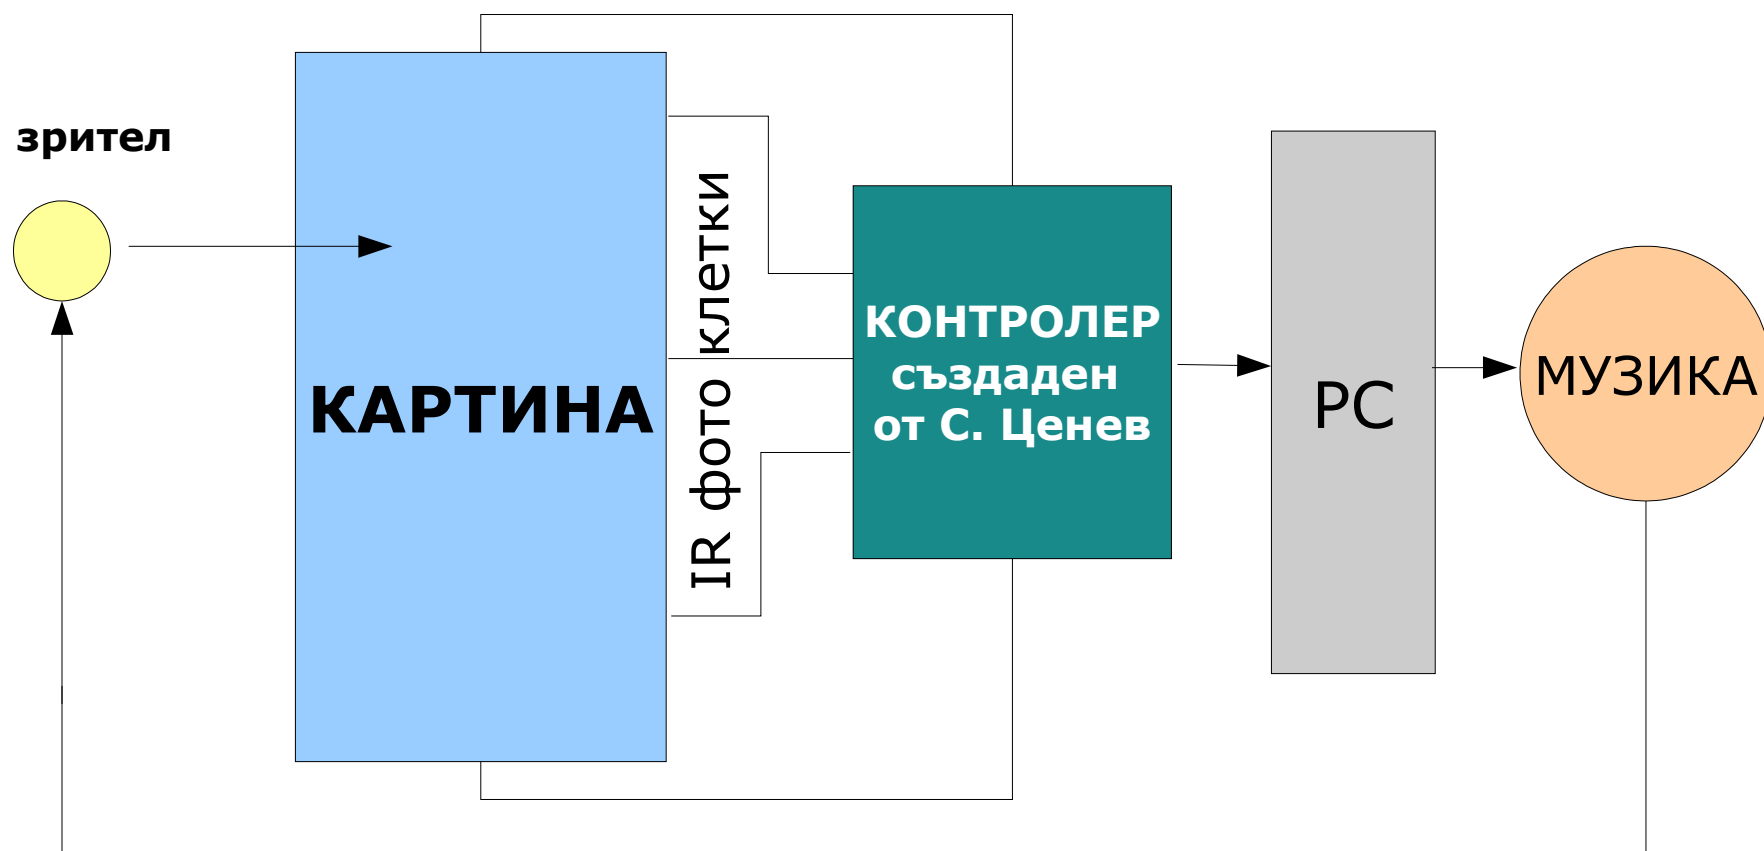 зрител
КАРТИНА
IR фото клетки
КОНТРОЛЕР
създаден
от С. Ценев
PC
МУЗИКА